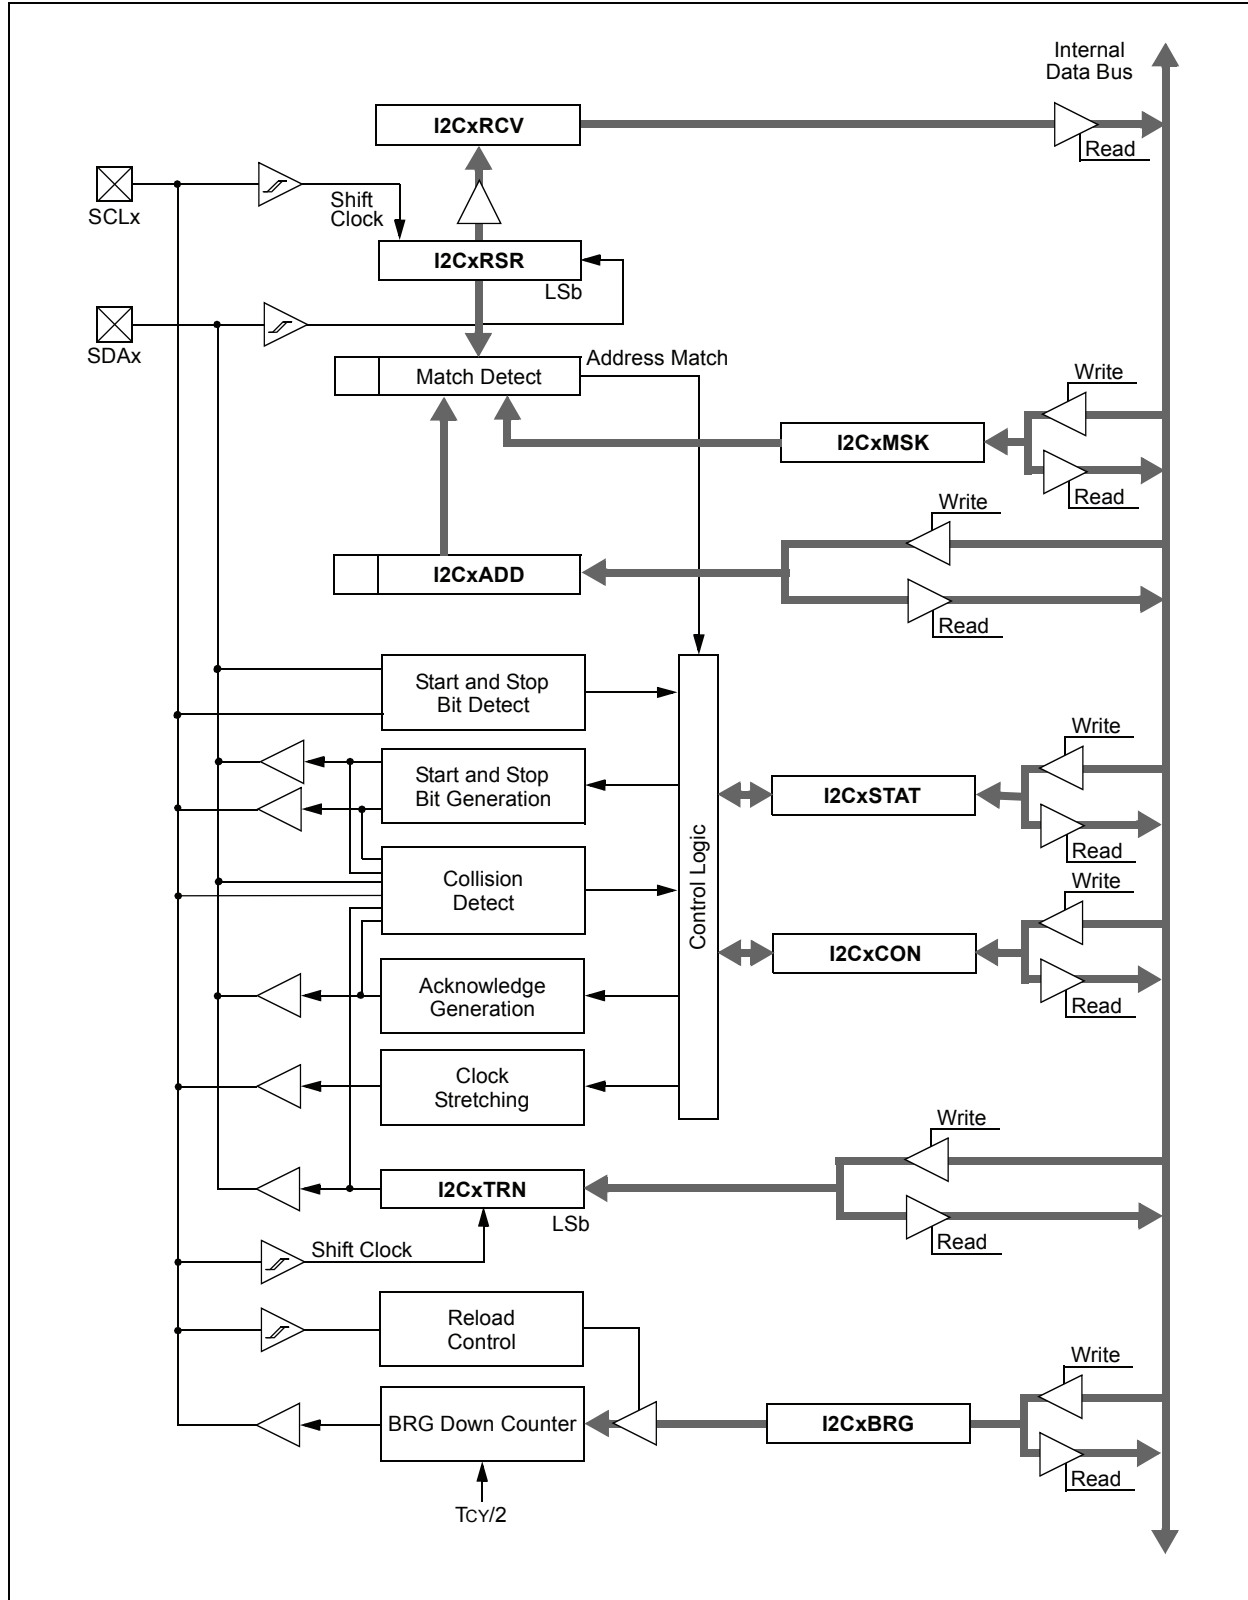 Internal
Data Bus
I2CxRCV
Read
SCLx
Shift
Clock
I2CxRSR
LSb
SDAx
Address Match
Match Detect
Write
I2CxMSK
Read
Write
I2CxADD
Read
Start and Stop
Bit Detect
Write
Start and Stop
Bit Generation
I2CxSTAT
Control Logic
Read
Collision
Detect
Write
I2CxCON
Acknowledge
Generation
Read
Clock
Stretching
Write
I2CxTRN
LSb
Shift Clock
Read
Reload
Control
Write
BRG Down Counter
I2CxBRG
Read
TCY/2